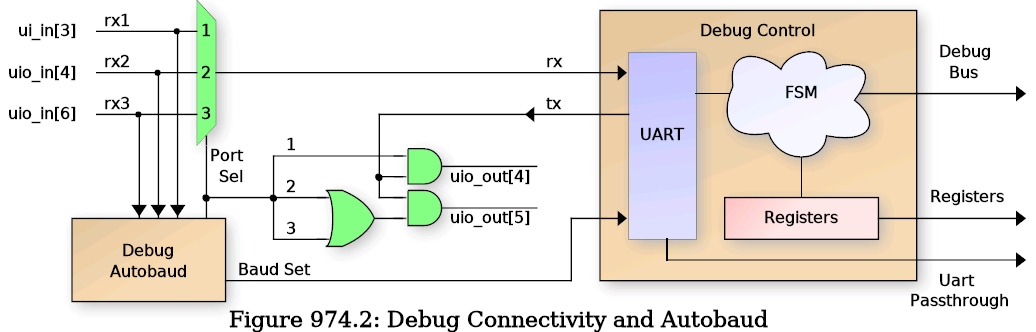 ui_in[3]
rx1
1
Debug Control
uio_in[4]
rx2
2
rx
Debug
Bus
FSM
uio_in[6]
rx3
3
tx
UART
Port
Sel
1
2
3
uio_out[4]
uio_out[5]
Registers
Registers
Debug
Autobaud
Baud Set
Uart
Passthrough
Figure 974.2: Debug Connectivity and Autobaud